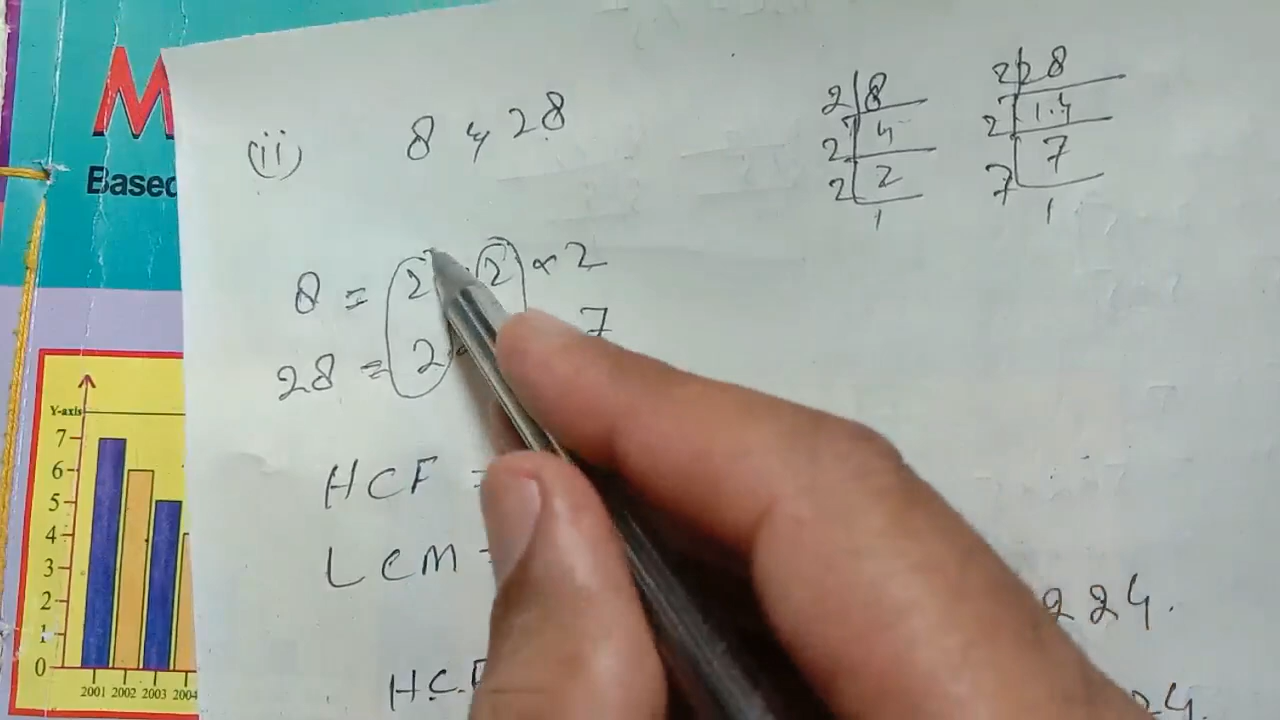 M
Based
(ii) 8 , 28
2 8
2 4
2 2
1
2 28
2 14
7 7
1
8 = 2 2 × 2
28 = 2 7
HCF =
LCM =
224.
H.C.F
24.
Y-axis
7
6
5
4
3
2
1
0
2001 2002 2003 2004